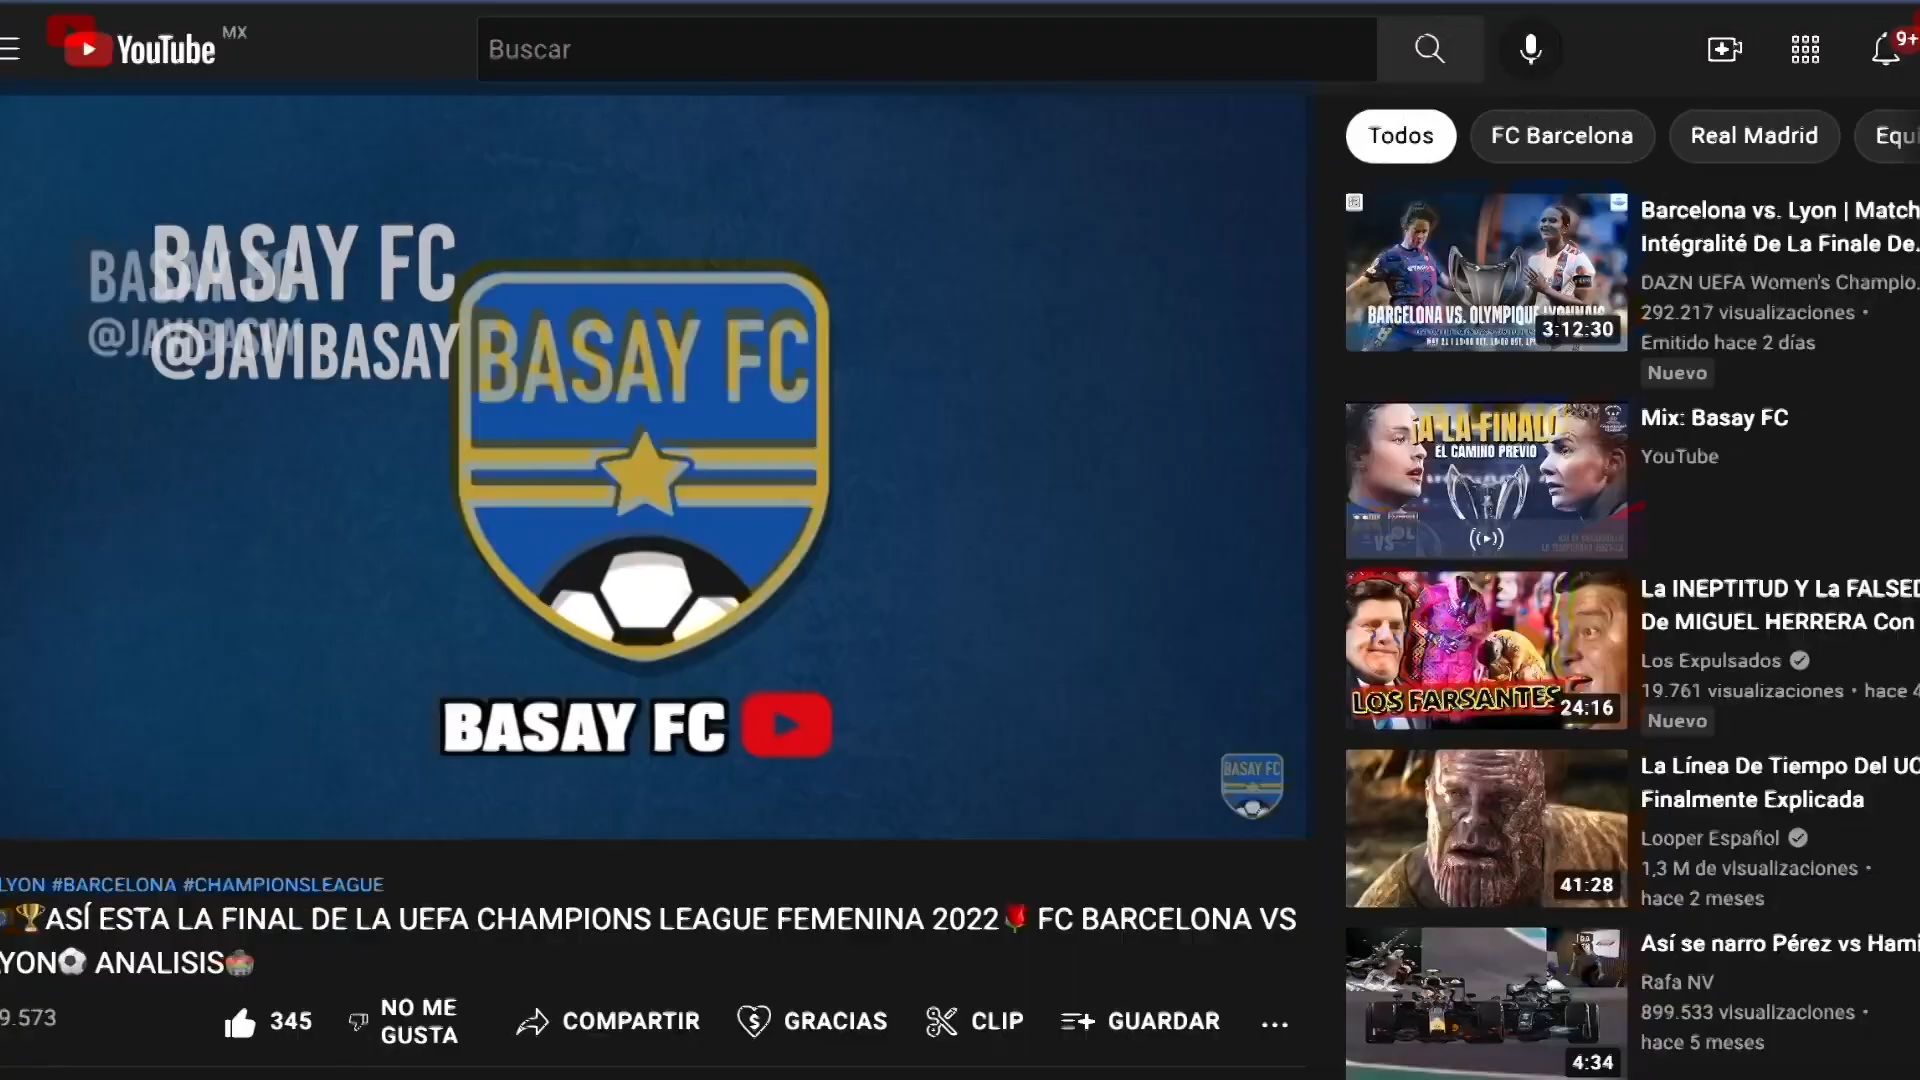 YouTube MX
Buscar
9+
BASAY FC
@JAVIBASAY
BASAY FC
@JAVIBASAY
BASAY FC
BASAY FC
BASAY FC
LYON #BARCELONA #CHAMPIONSLEAGUE
🏆ASÍ ESTA LA FINAL DE LA UEFA CHAMPIONS LEAGUE FEMENINA 2022🌹 FC BARCELONA VS
YON⚽ ANALISIS
9.573
345
NO ME
GUSTA
COMPARTIR
GRACIAS
CLIP
GUARDAR
...
Todos
FC Barcelona
Real Madrid
Equi
BARCELONA VS. OLYMPIQUE LYONNAIS
3:12:30
Barcelona vs. Lyon | Match
Intégralité De La Finale De...
DAZN UEFA Women's Champio...
292.217 visualizaciones •
Emitido hace 2 días
Nuevo
¡A LA FINAL!
EL CAMINO PREVIO
VS
Mix: Basay FC
YouTube
LOS FARSANTES
24:16
La INEPTITUD Y La FALSED
De MIGUEL HERRERA Con
Los Expulsados
19.761 visualizaciones • hace 4
Nuevo
41:28
La Línea De Tiempo Del UC
Finalmente Explicada
Looper Español
1,3 M de visualizaciones •
hace 2 meses
4:34
Así se narro Pérez vs Hami
Rafa NV
899.533 visualizaciones •
hace 5 meses